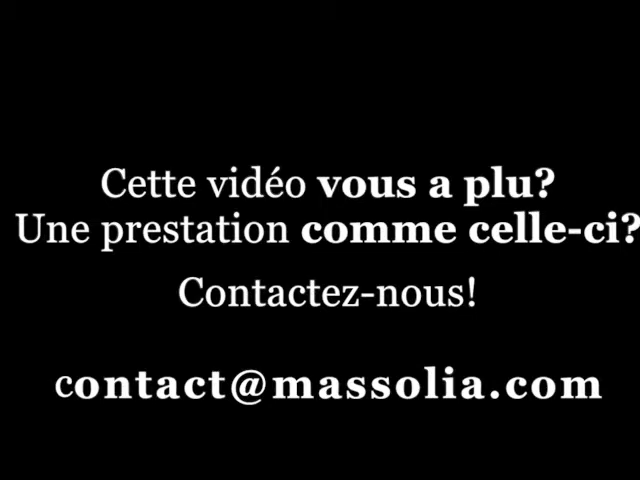 Cette vidéo vous a plu?
Une prestation comme celle-ci?
Contactez-nous!
contact@massolia.com